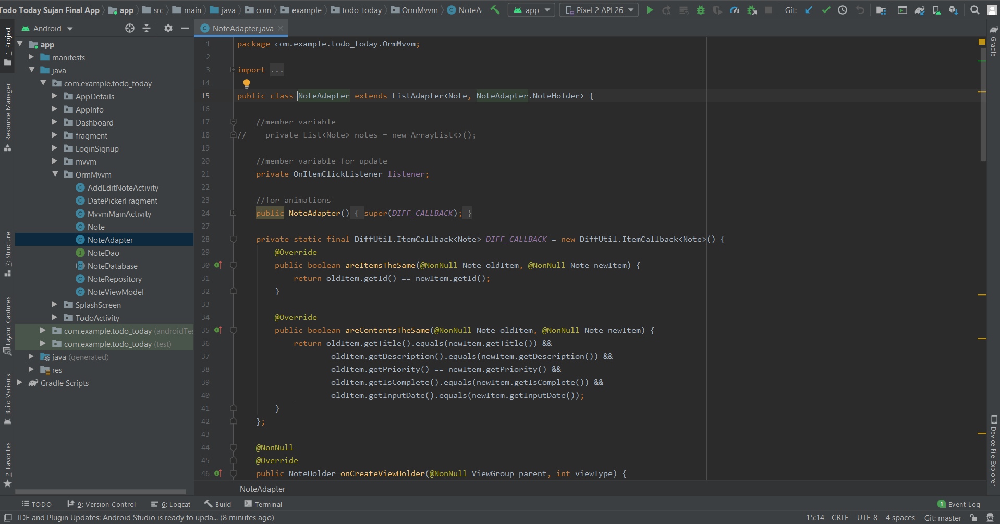 Todo Today Sujan Final App app src main java com example todo_today OrmMvvm NoteA app Pixel 2 API 26 Git:
Android
NoteAdapter.java
1: Project
Resource Manager
7: Structure
Layout Captures
Build Variants
2: Favorites
app
manifests
java
com.example.todo_today
AppDetails
AppInfo
Dashboard
fragment
LoginSignup
mvvm
OrmMvvm
AddEditNoteActivity
DatePickerFragment
MvvmMainActivity
Note
NoteAdapter
NoteDao
NoteDatabase
NoteRepository
NoteViewModel
SplashScreen
TodoActivity
com.example.todo_today (androidTes
com.example.todo_today (test)
java (generated)
res
Gradle Scripts
1 package com.example.todo_today.OrmMvvm;
2
3 import ...
14
15 public class NoteAdapter extends ListAdapter<Note, NoteAdapter.NoteHolder> {
16
17 //member variable
18 // private List<Note> notes = new ArrayList<>();
19
20 //member variable for update
21 private OnItemClickListener listener;
22
23 //for animations
24 public NoteAdapter() { super(DIFF_CALLBACK); }
27
28 private static final DiffUtil.ItemCallback<Note> DIFF_CALLBACK = new DiffUtil.ItemCallback<Note>() {
29 @Override
30 public boolean areItemsTheSame(@NonNull Note oldItem, @NonNull Note newItem) {
31 return oldItem.getId() == newItem.getId();
32 }
33
34 @Override
35 public boolean areContentsTheSame(@NonNull Note oldItem, @NonNull Note newItem) {
36 return oldItem.getTitle().equals(newItem.getTitle()) &&
37 oldItem.getDescription().equals(newItem.getDescription()) &&
38 oldItem.getPriority() == newItem.getPriority() &&
39 oldItem.getIsComplete().equals(newItem.getIsComplete()) &&
40 oldItem.getInputDate().equals(newItem.getInputDate());
41 }
42 };
43
44 @NonNull
45 @Override
46 public NoteHolder onCreateViewHolder(@NonNull ViewGroup parent, int viewType) {
NoteAdapter
Gradle
Device File Explorer
TODO 9: Version Control 6: Logcat Build Terminal 1 Event Log
IDE and Plugin Updates: Android Studio is ready to upda... (8 minutes ago) 15:14 CRLF UTF-8 4 spaces Git: master